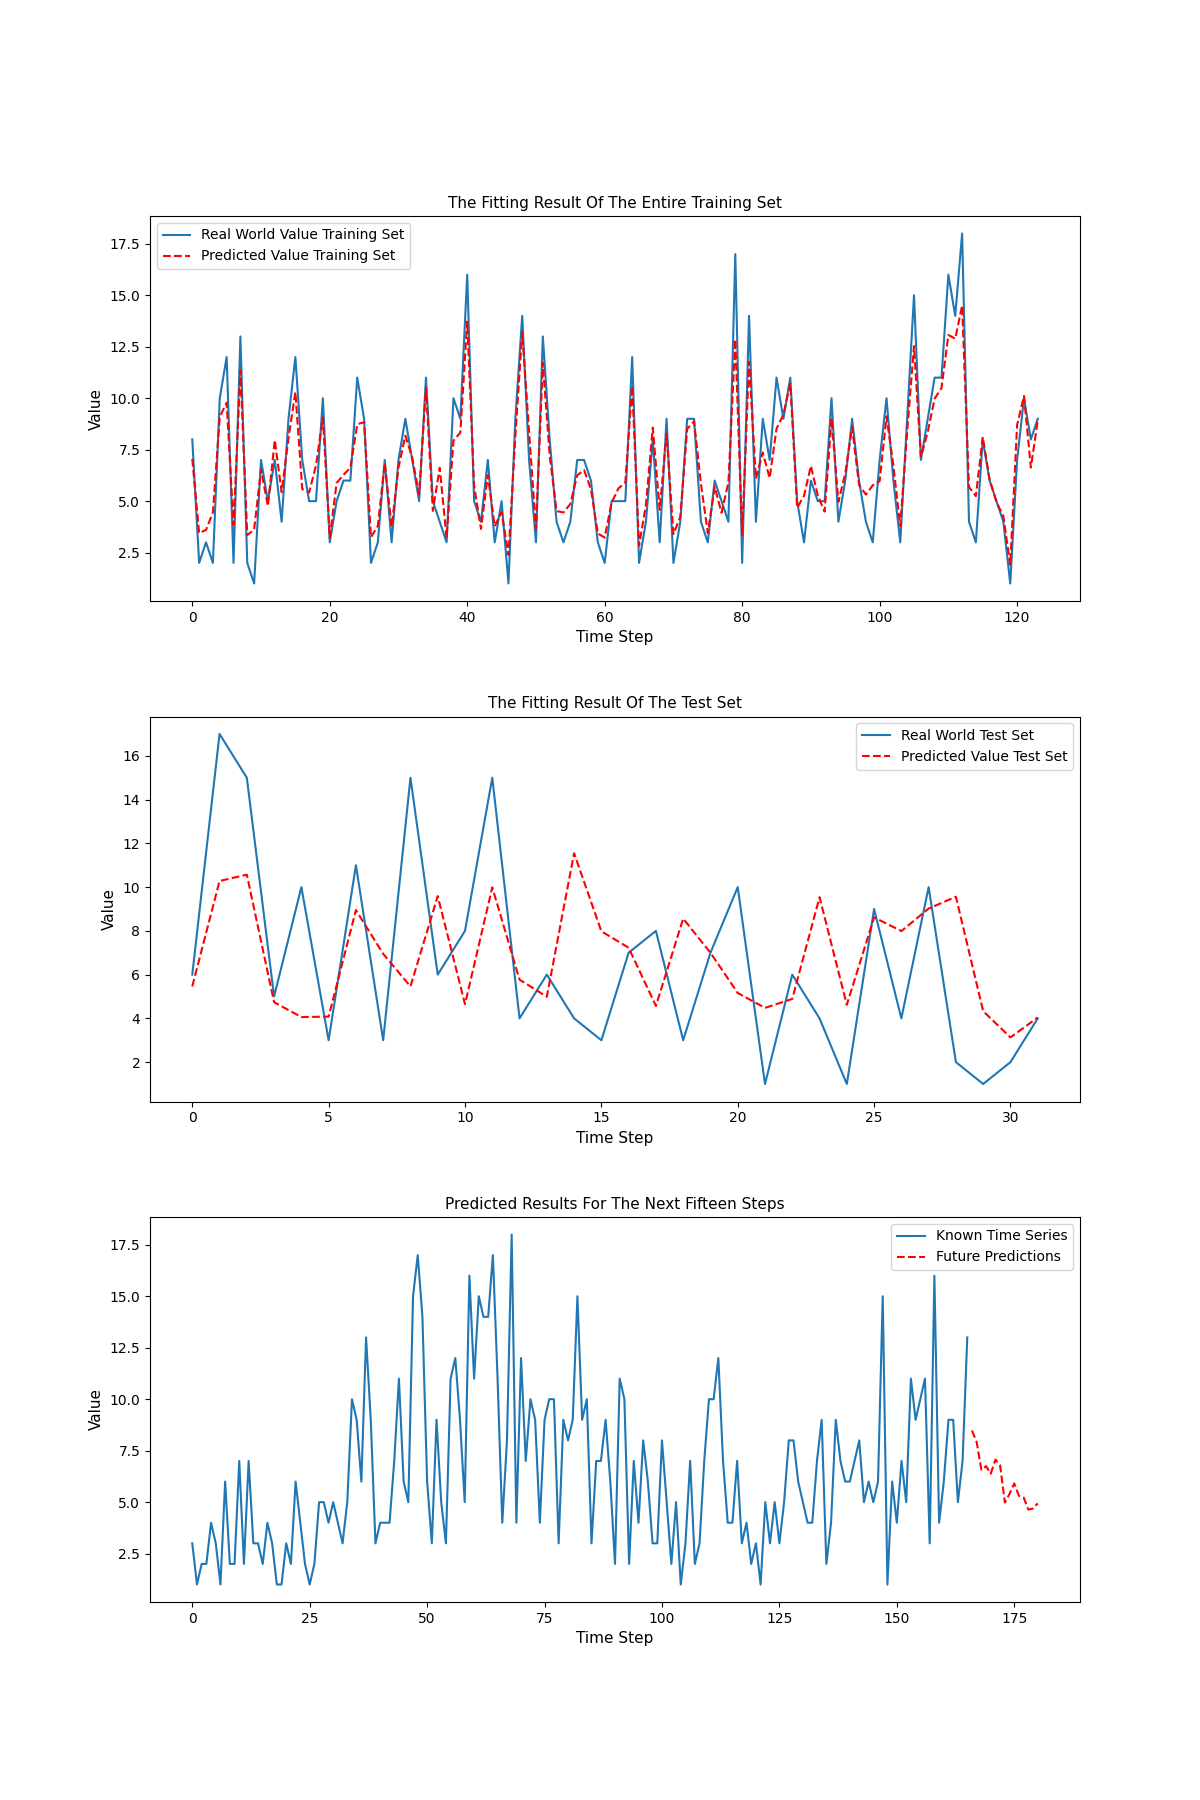 The Fitting Result Of The Entire Training Set
Real World Value Training Set
Predicted Value Training Set
Value
17.5
15.0
12.5
10.0
7.5
5.0
2.5
0 20 40 60 80 100 120
Time Step
The Fitting Result Of The Test Set
Real World Test Set
Predicted Value Test Set
Value
16
14
12
10
8
6
4
2
0 5 10 15 20 25 30
Time Step
Predicted Results For The Next Fifteen Steps
Known Time Series
Future Predictions
Value
17.5
15.0
12.5
10.0
7.5
5.0
2.5
0 25 50 75 100 125 150 175
Time Step